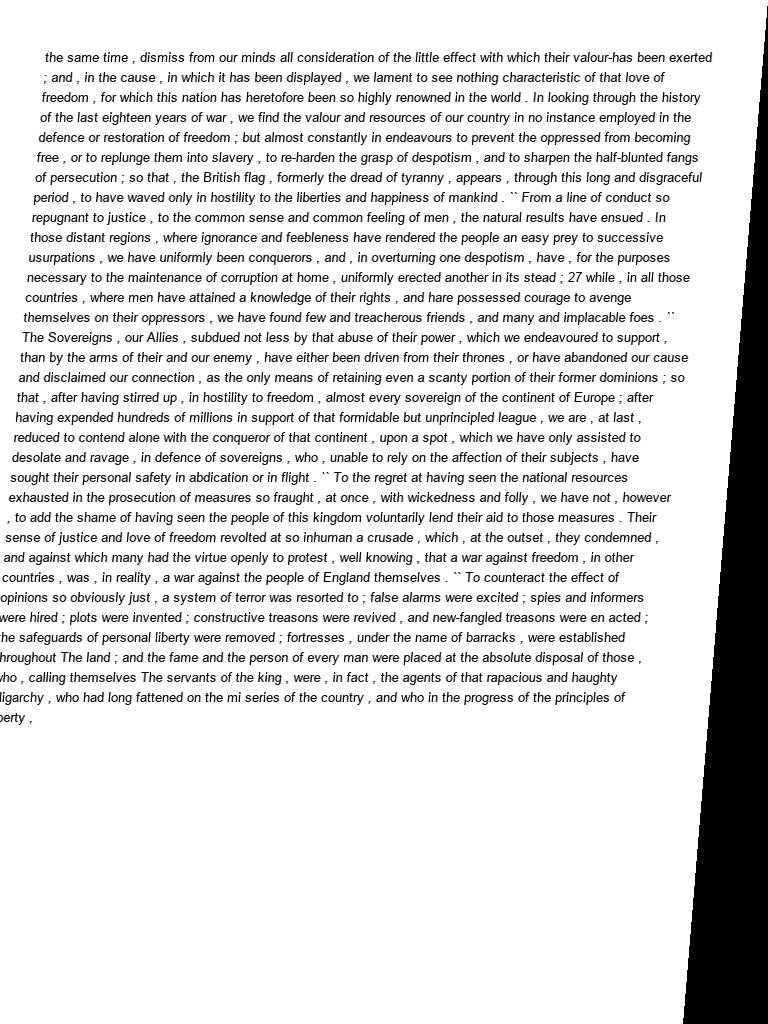 the same time , dismiss from our minds all consideration of the little effect with which their valour-has been exerted
; and , in the cause , in which it has been displayed , we lament to see nothing characteristic of that love of
freedom , for which this nation has heretofore been so highly renowned in the world . In looking through the history
of the last eighteen years of war , we find the valour and resources of our country in no instance employed in the
defence or restoration of freedom ; but almost constantly in endeavours to prevent the oppressed from becoming
free , or to replunge them into slavery , to re-harden the grasp of despotism , and to sharpen the half-blunted fangs
of persecution ; so that , the British flag , formerly the dread of tyranny , appears , through this long and disgraceful
period , to have waved only in hostility to the liberties and happiness of mankind . `` From a line of conduct so
repugnant to justice , to the common sense and common feeling of men , the natural results have ensued . In
those distant regions , where ignorance and feebleness have rendered the people an easy prey to successive
usurpations , we have uniformly been conquerors , and , in overturning one despotism , have , for the purposes
necessary to the maintenance of corruption at home , uniformly erected another in its stead ; 27 while , in all those
countries , where men have attained a knowledge of their rights , and hare possessed courage to avenge
themselves on their oppressors , we have found few and treacherous friends , and many and implacable foes . ``
The Sovereigns , our Allies , subdued not less by that abuse of their power , which we endeavoured to support ,
than by the arms of their and our enemy , have either been driven from their thrones , or have abandoned our cause
and disclaimed our connection , as the only means of retaining even a scanty portion of their former dominions ; so
that , after having stirred up , in hostility to freedom , almost every sovereign of the continent of Europe ; after
having expended hundreds of millions in support of that formidable but unprincipled league , we are , at last ,
reduced to contend alone with the conqueror of that continent , upon a spot , which we have only assisted to
desolate and ravage , in defence of sovereigns , who , unable to rely on the affection of their subjects , have
sought their personal safety in abdication or in flight . `` To the regret at having seen the national resources
exhausted in the prosecution of measures so fraught , at once , with wickedness and folly , we have not , however
, to add the shame of having seen the people of this kingdom voluntarily lend their aid to those measures . Their
sense of justice and love of freedom revolted at so inhuman a crusade , which , at the outset , they condemned ,
and against which many had the virtue openly to protest , well knowing , that a war against freedom , in other
countries , was , in reality , a war against the people of England themselves . `` To counteract the effect of
opinions so obviously just , a system of terror was resorted to ; false alarms were excited ; spies and informers
were hired ; plots were invented ; constructive treasons were revived , and new-fangled treasons were en acted ;
the safeguards of personal liberty were removed ; fortresses , under the name of barracks , were established
hroughout The land ; and the fame and the person of every man were placed at the absolute disposal of those ,
who , calling themselves The servants of the king , were , in fact , the agents of that rapacious and haughty
ligarchy , who had long fattened on the mi series of the country , and who in the progress of the principles of
berty ,